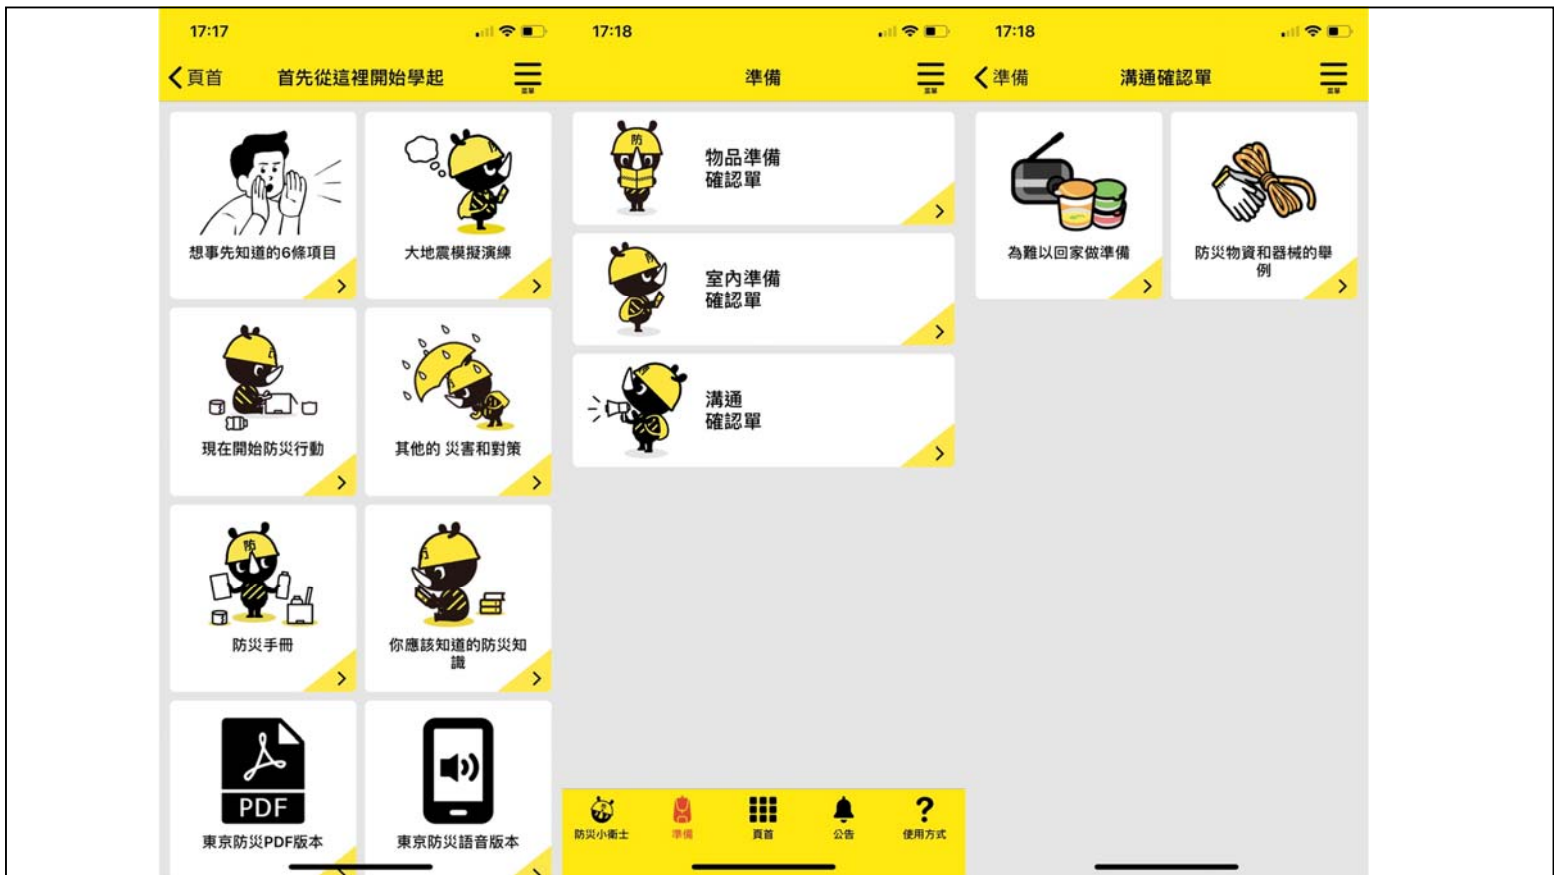 17:17
頁首
首先從這裡開始學起
菜單
想事先知道的6條項目
大地震模擬演練
現在開始防災行動
其他的 災害和對策
防
防災手冊
你應該知道的防災知
識
PDF
東京防災PDF版本
東京防災語音版本
17:18
準備
菜單
防
物品準備
確認單
室內準備
確認單
溝通
確認單
防災小衛士
準備
頁首
公告
?
使用方式
17:18
準備
溝通確認單
菜單
為難以回家做準備
防災物資和器械的舉
例